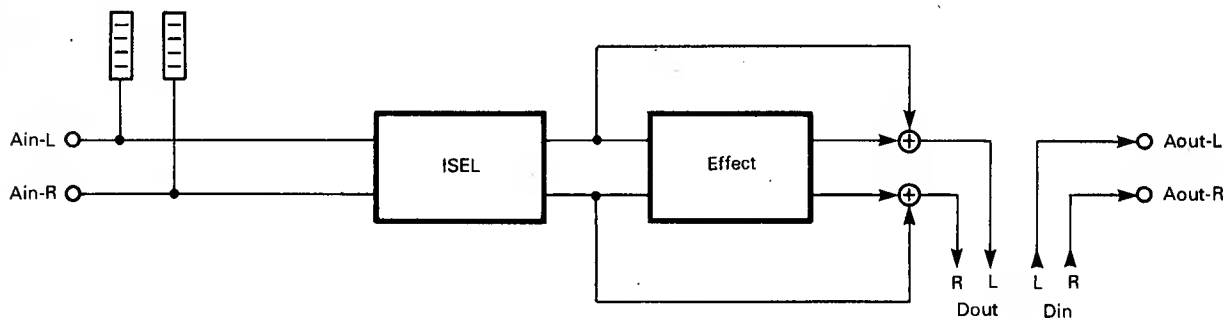 Ain-L
Ain-R
ISEL
Effect
Aout-L
Aout-R
R L L R
Dout Din